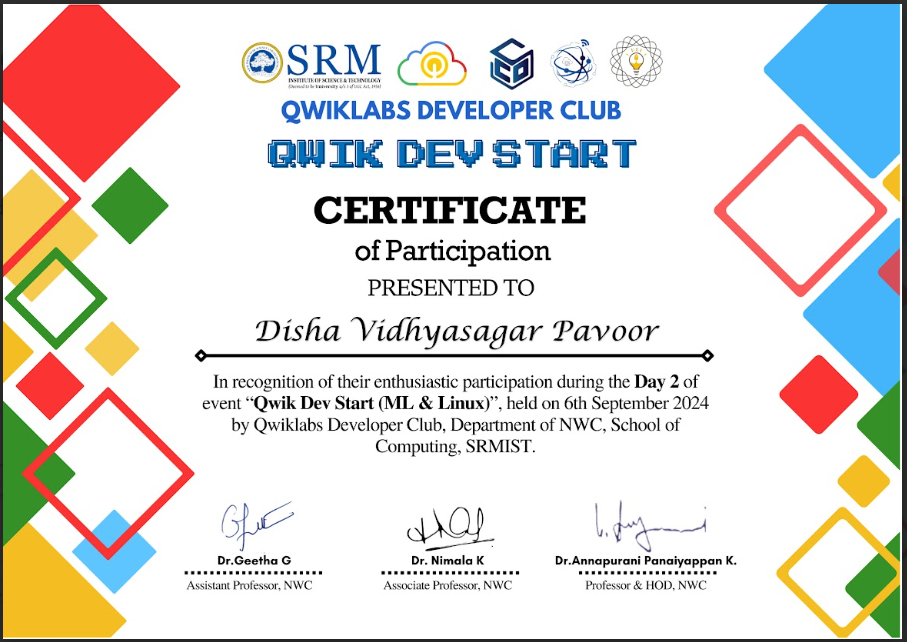 SRM
INSTITUTE OF SCIENCE & TECHNOLOGY
(Deemed to be University u/s 3 of UGC Act, 1956)
QWIKLABS DEVELOPER CLUB
QWIK DEV START
CERTIFICATE
of Participation
PRESENTED TO
Disha Vidhyasagar Pavoor
In recognition of their enthusiastic participation during the Day 2 of
event “Qwik Dev Start (ML & Linux)”, held on 6th September 2024
by Qwiklabs Developer Club, Department of NWC, School of
Computing, SRMIST.
Dr.Geetha G
Assistant Professor, NWC
Dr. Nimala K
Associate Professor, NWC
Dr.Annapurani Panaiyappan K.
Professor & HOD, NWC